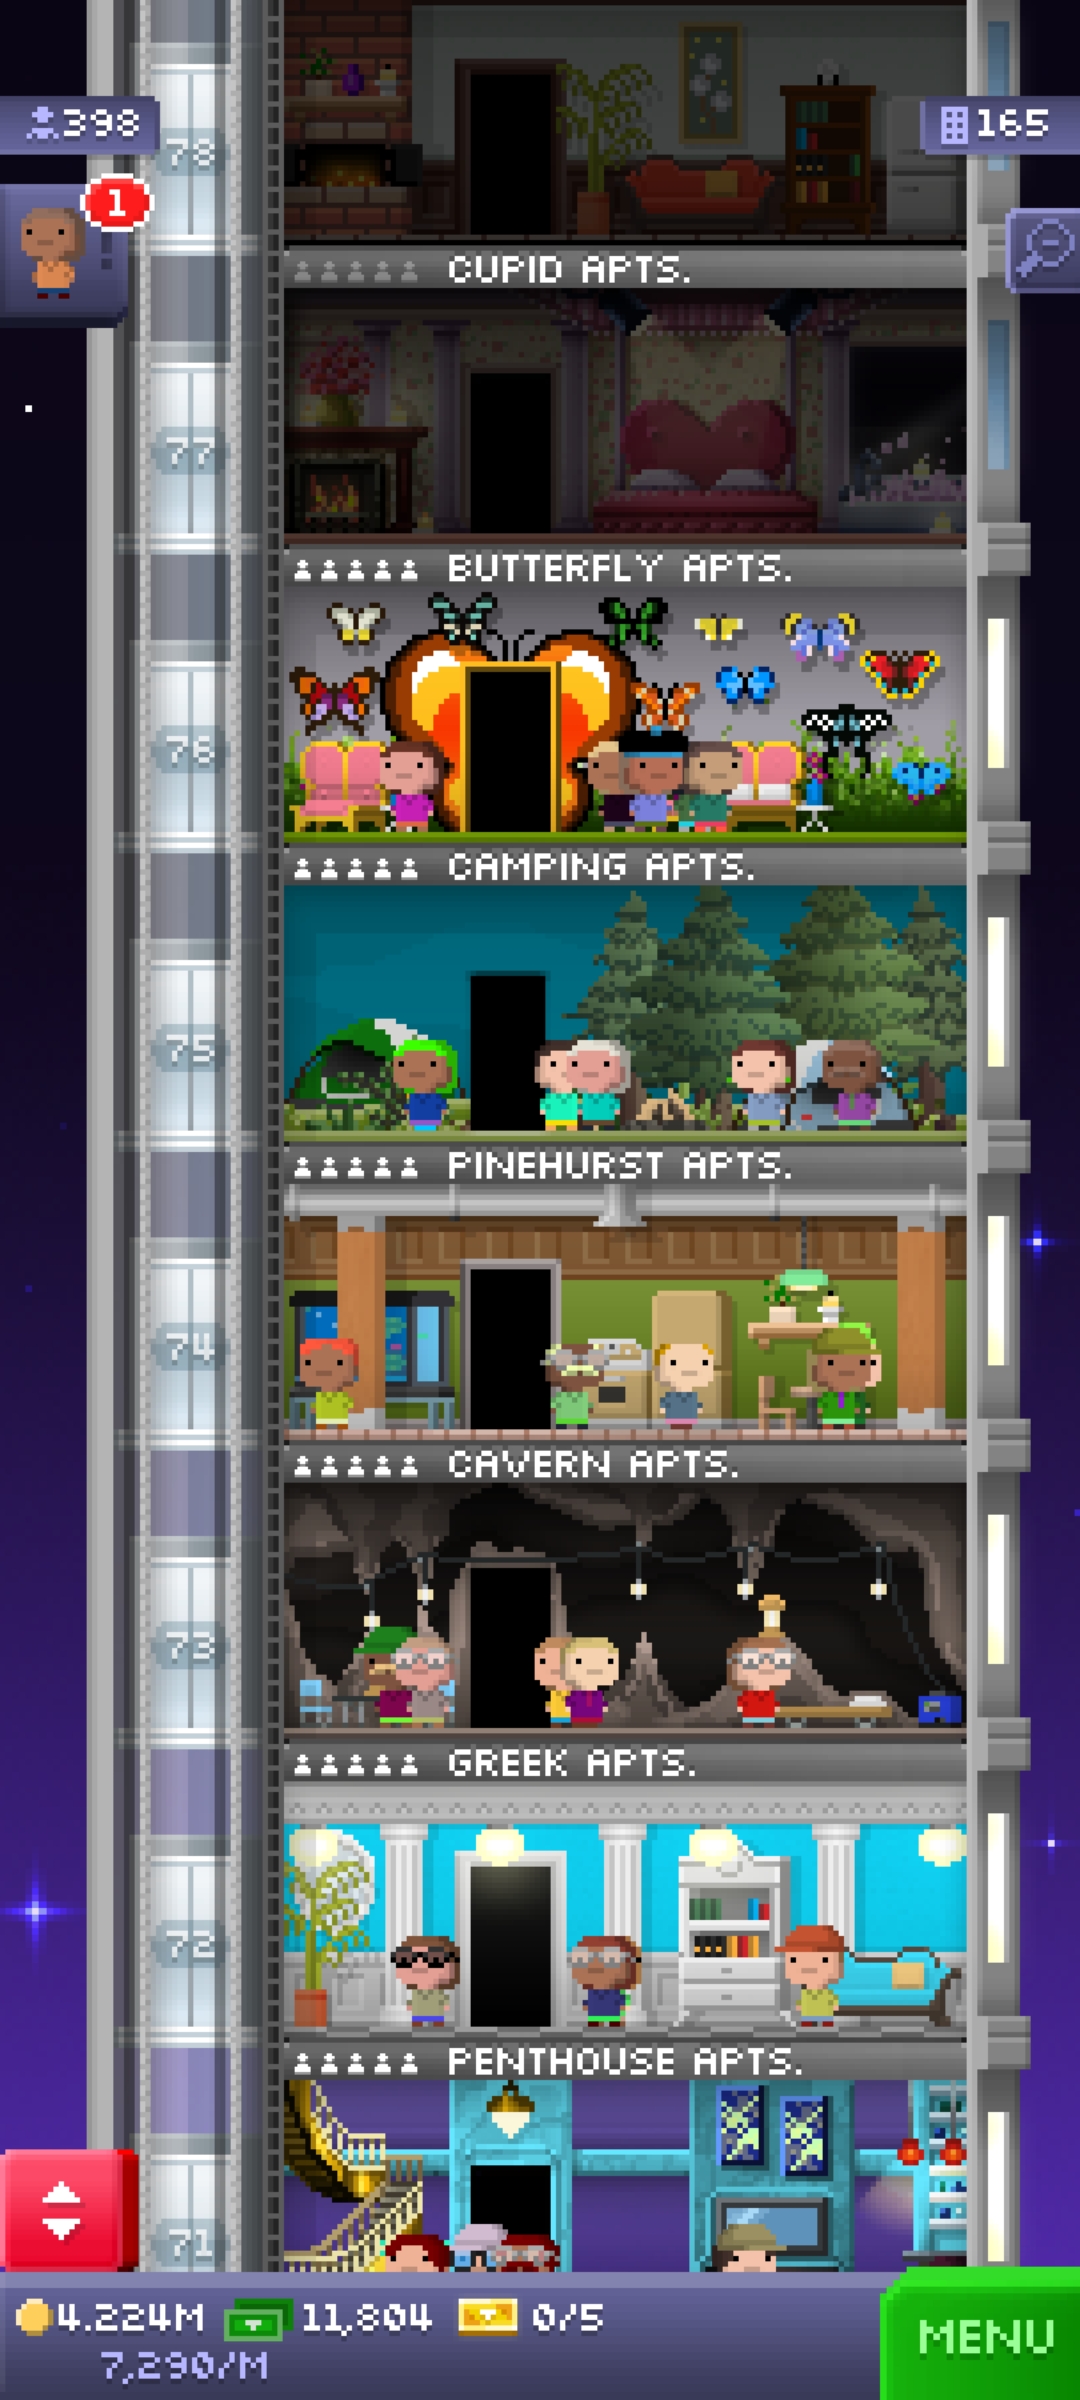 398
165
1
78
CUPID APTS.
77
BUTTERFLY APTS.
76
CAMPING APTS.
75
PINEHURST APTS.
74
CAVERN APTS.
73
GREEK APTS.
72
PENTHOUSE APTS.
71
4.224M 11,804 0/5
7,290/M
MENU